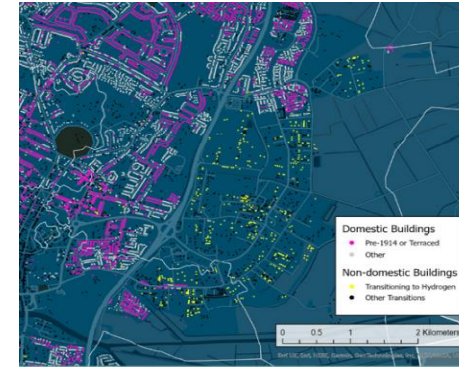 Domestic Buildings
Pre-1914 or Terraced
Other
Non-domestic Buildings
Transitioning to Hydrogen
Other Transitions
0 0.5 1 2 Kilometers